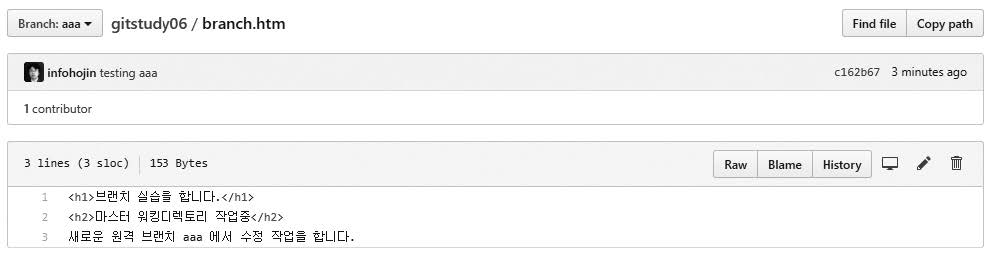 Branch: aaa gitstudy06 / branch.htm Find file Copy path
infohojin testing aaa c162b67 3 minutes ago
1 contributor
3 lines (3 sloc) 153 Bytes Raw Blame History
1 <h1>브랜치 실습을 합니다.</h1>
2 <h2>마스터 워킹디렉토리 작업중</h2>
3 새로운 원격 브랜치 aaa 에서 수정 작업을 합니다.